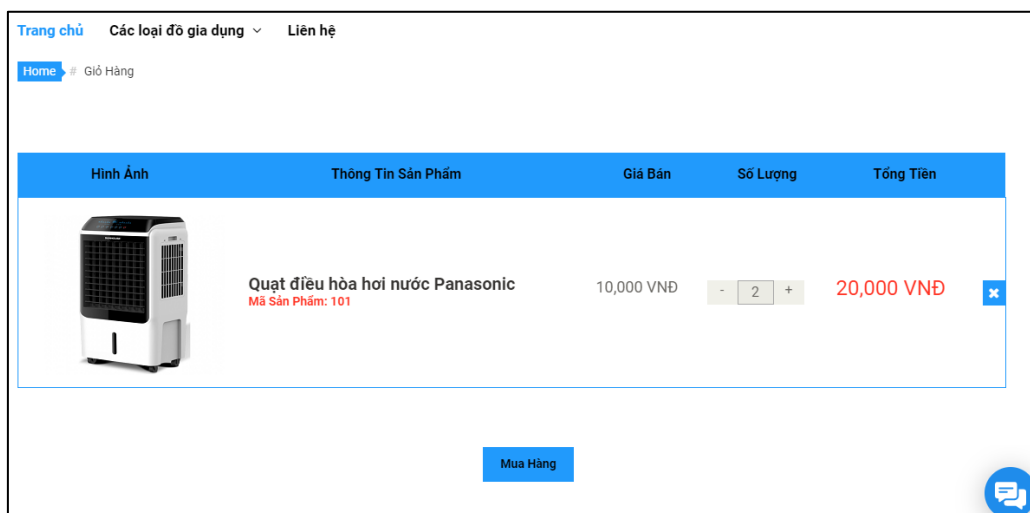 Trang chủ Các loại đồ gia dụng Liên hệ
Home # Giỏ Hàng
Hình Ảnh Thông Tin Sản Phẩm Giá Bán Số Lượng Tổng Tiền
Quạt điều hòa hơi nước Panasonic 10,000 VNĐ - 2 + 20,000 VNĐ
Mã Sản Phẩm: 101
Mua Hàng